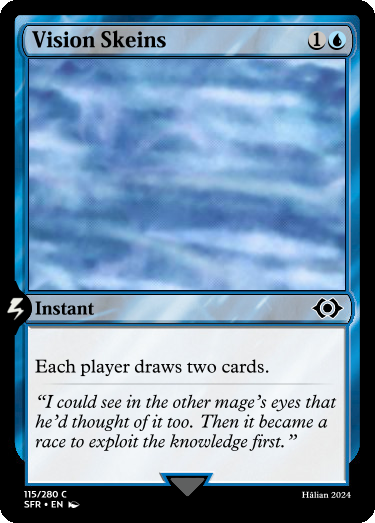 Vision Skeins 1
Instant
Each player draws two cards.
“I could see in the other mage’s eyes that
he’d thought of it too. Then it became a
race to exploit the knowledge first.”
115/280 C
SFR • EN Hālian 2024